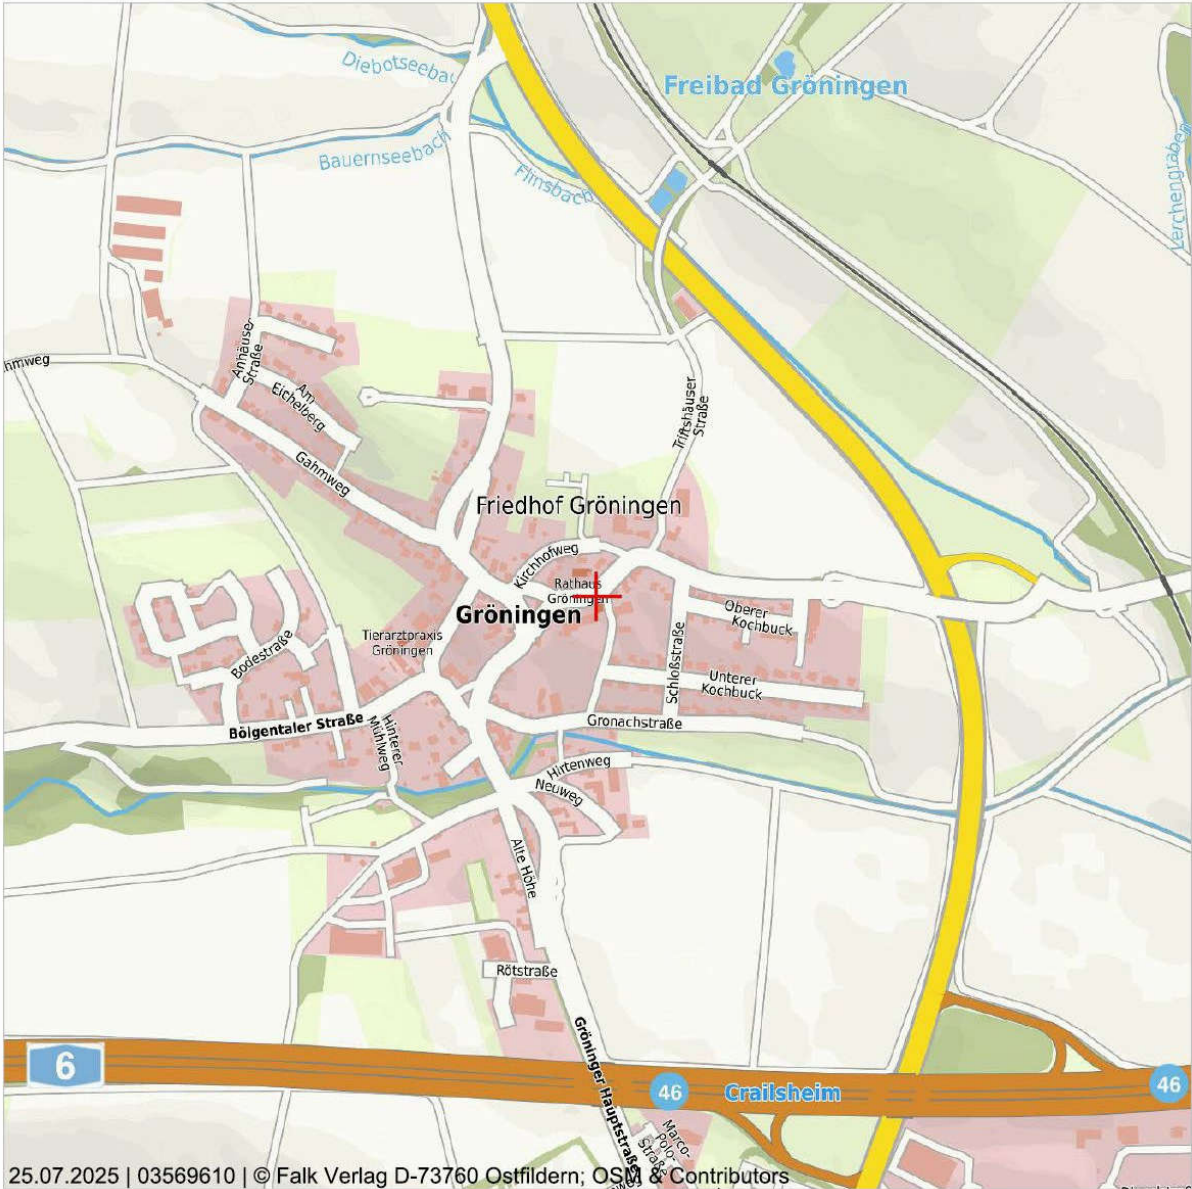 Diebotseebac
Freibad Gröningen
Bauernseebach
Flinsbach
Lerchengraben
Anhäuser
Straße
hmweg
Am
Eichelberg
Triftshäuser
Straße
Gahmweg
Friedhof Gröningen
Kirchhofweg
Rathaus
Gröningen
Gröningen
Oberer
Kochbuck
Tierarztpraxis
Gröningen
Bodestraße
Schloßstraße
Unterer
Kochbuck
Bölgentaler Straße
Hinterer
Mühlweg
Gronachstraße
Hirtenweg
Neuweg
Alte Höhe
Rötstraße
Gröninger Hauptstraße
6
46
Crailsheim
46
Marco-
Polo-
Straße
25.07.2025 | 03569610 | © Falk Verlag D-73760 Ostfildern; OSM & Contributors